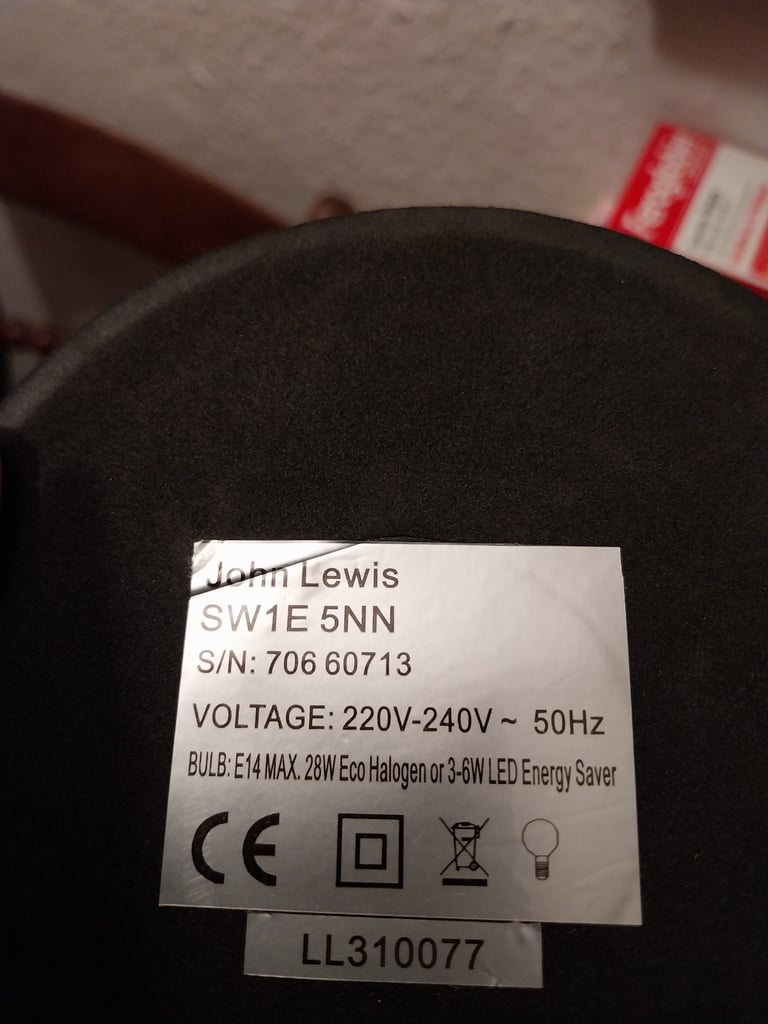 Feroglobin
John Lewis
SW1E 5NN
S/N: 706 60713
VOLTAGE: 220V-240V ~ 50Hz
BULB: E14 MAX. 28W Eco Halogen or 3-6W LED Energy Saver
CE
LL310077